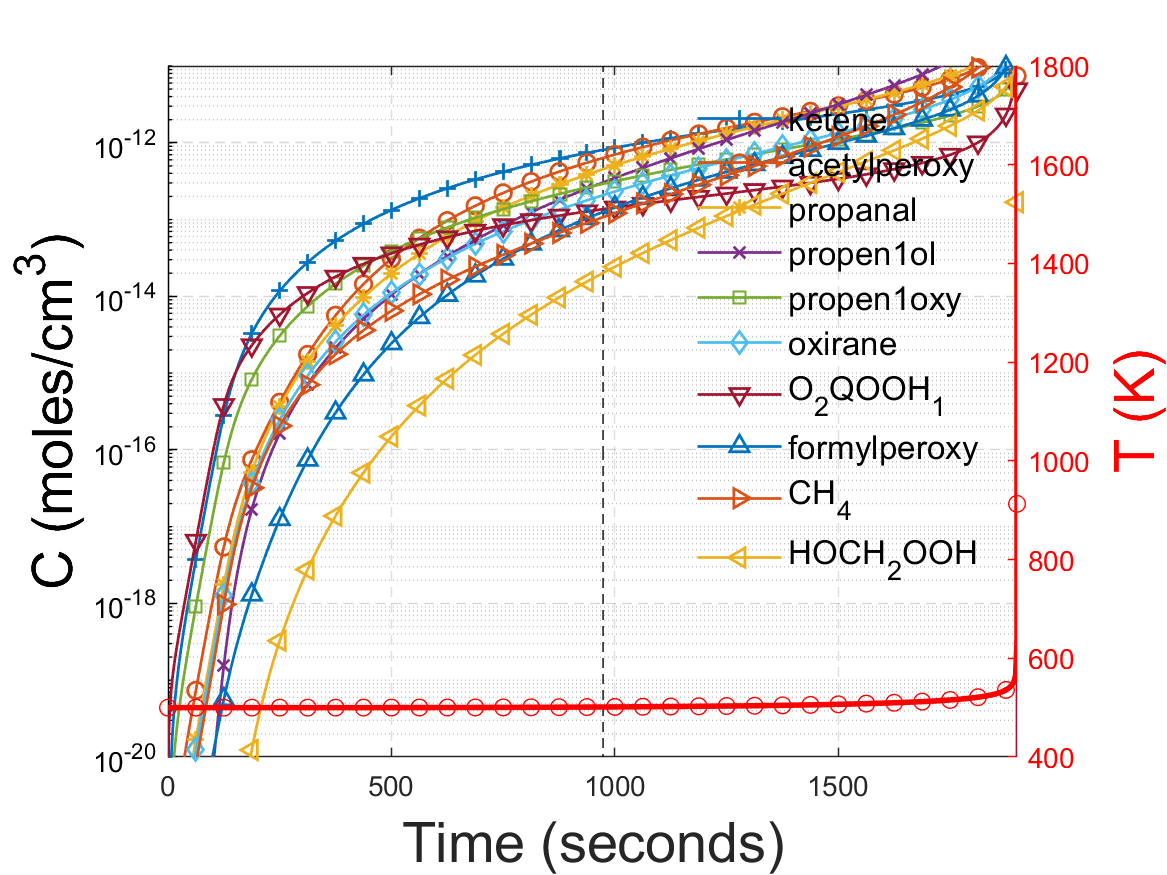 1800
1600
1400
1200
1000
800
600
400
T (K)
10-12
10-14
10-16
10-18
10-20
C (moles/cm3)
ketene
acetylperoxy
propanal
propen1ol
propen1oxy
oxirane
O2QOOH1
formylperoxy
CH4
HOCH2OOH
0
500
1000
1500
Time (seconds)